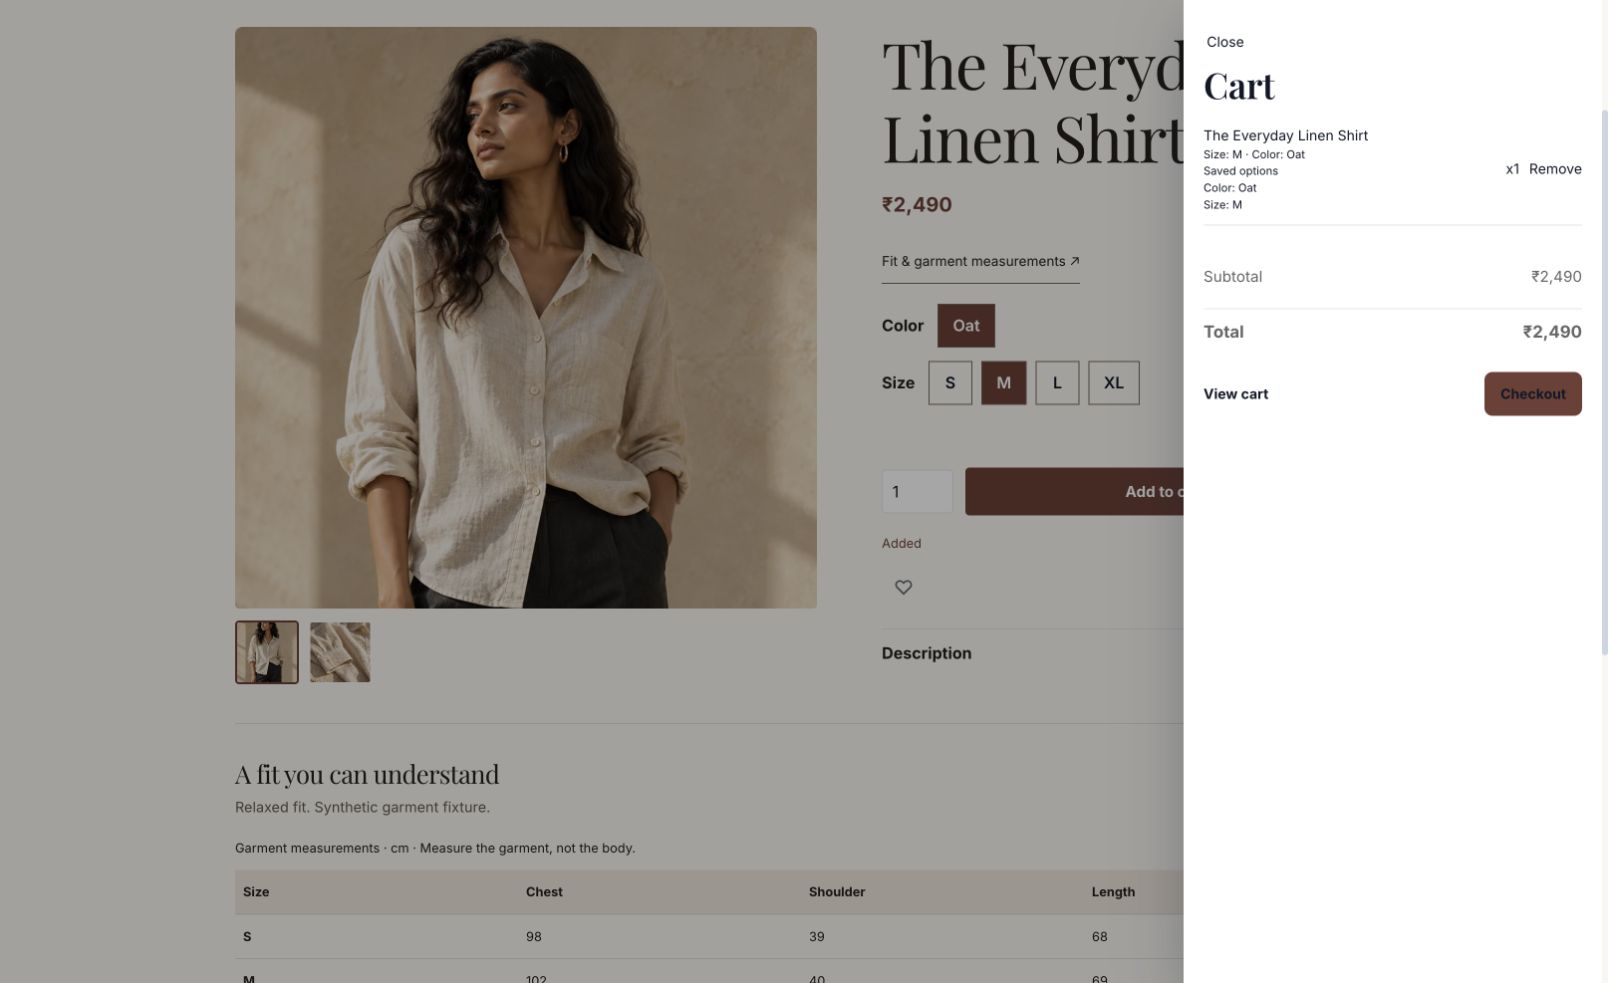 The Everyd
Linen Shirt
₹2,490
Fit & garment measurements ↗
Color Oat
Size S M L XL
1 Add to c
Added
Description
A fit you can understand
Relaxed fit. Synthetic garment fixture.
Garment measurements · cm · Measure the garment, not the body.
Size Chest Shoulder Length
S 98 39 68
M 102 40 69
Close
Cart
The Everyday Linen Shirt
Size: M · Color: Oat
Saved options
Color: Oat
Size: M
x1 Remove
Subtotal ₹2,490
Total ₹2,490
View cart Checkout